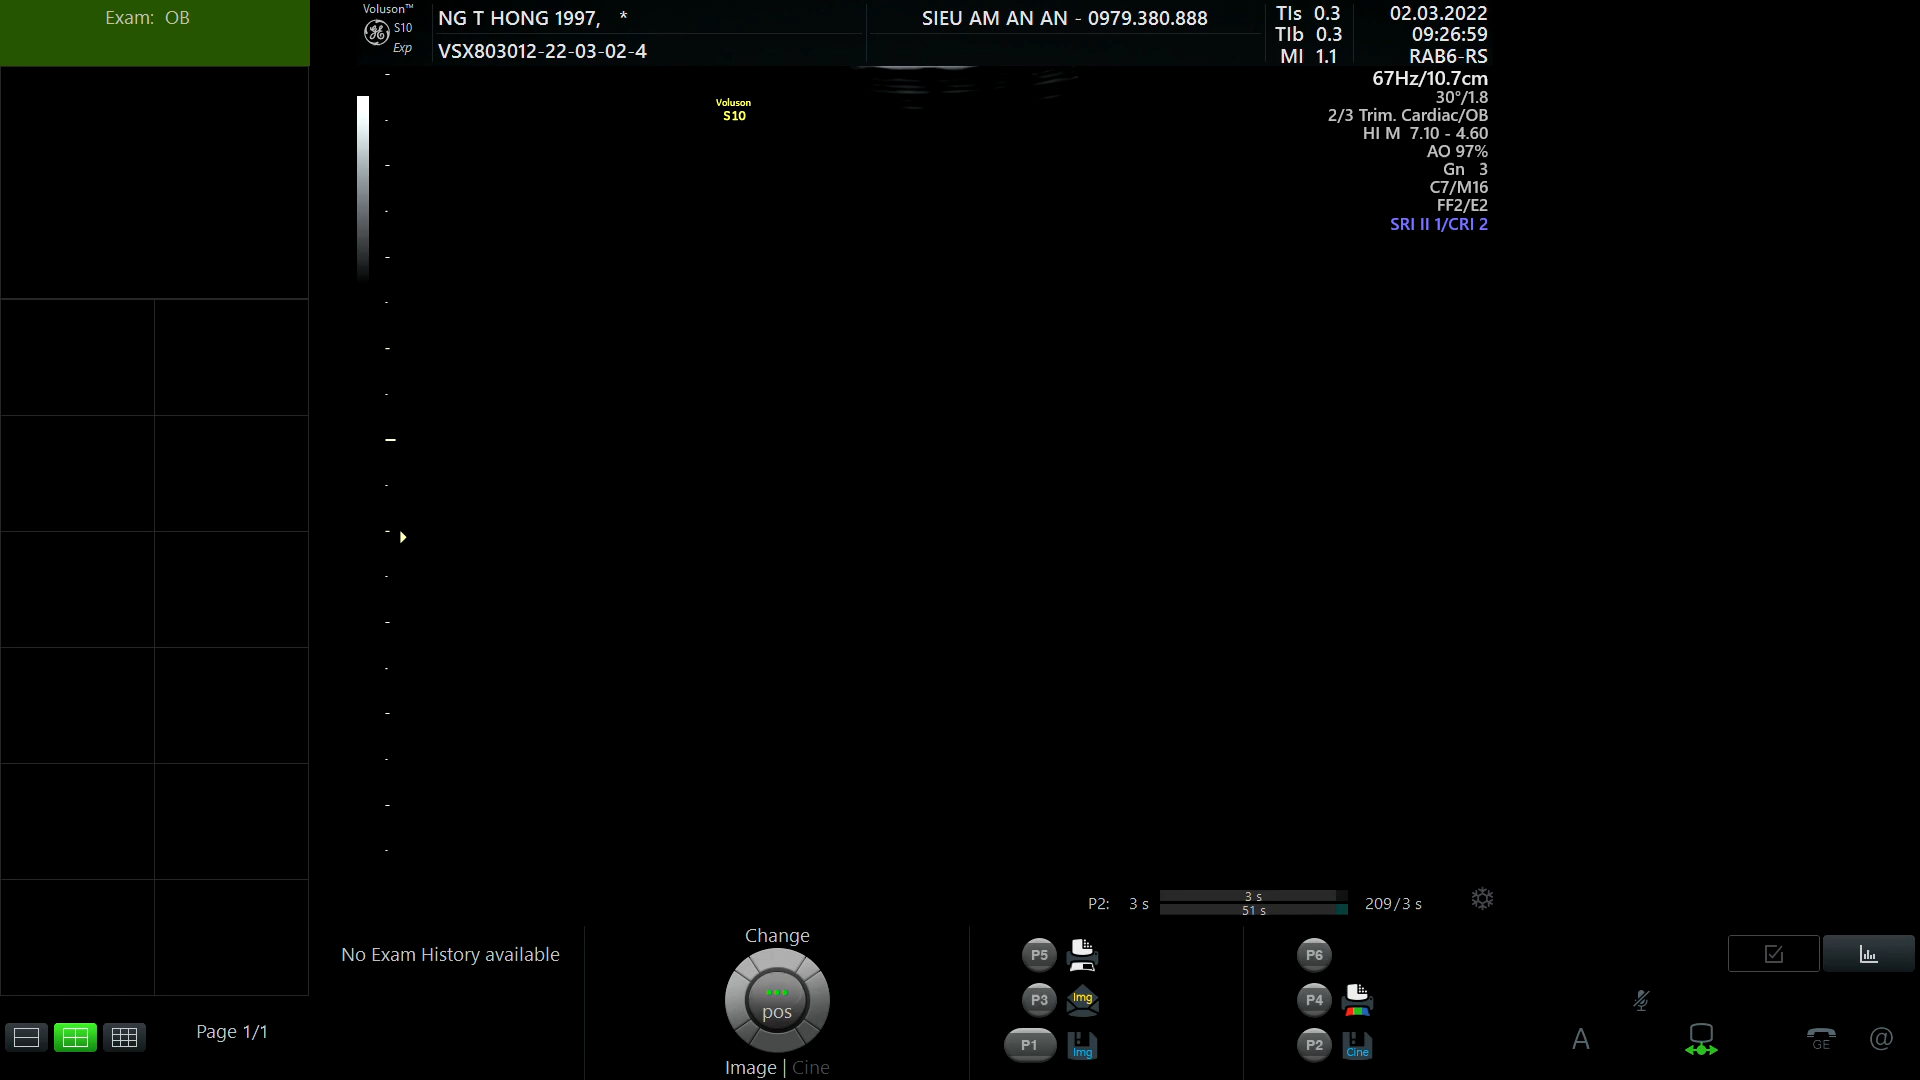 Exam: OB
Voluson™
S10
Exp
NG T HONG 1997, *
VSX803012-22-03-02-4
SIEU AM AN AN - 0979.380.888
TIs 0.3
TIb 0.3
MI 1.1
02.03.2022
09:26:59
RAB6-RS
67Hz/10.7cm
30°/1.8
2/3 Trim. Cardiac/OB
HI M 7.10 - 4.60
AO 97%
Gn 3
C7/M16
FF2/E2
SRI II 1/CRI 2
Voluson
S10
P2: 3 s
3 s
51 s
209/3 s
No Exam History available
Change
pos
Image | Cine
P5
P3
Img
P1
Img
P6
P4
P2
Cine
Page 1/1
A
GE
@